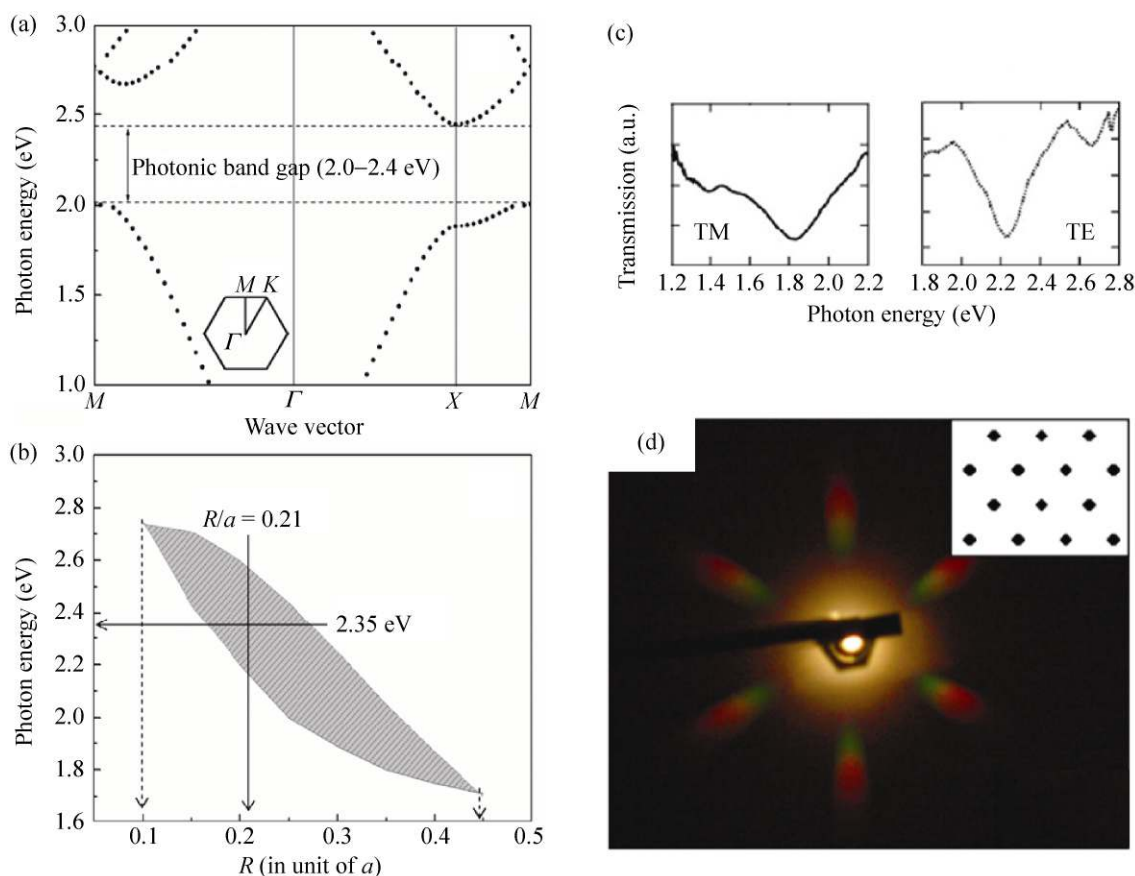 (a)
3.0
2.5
2.0
1.5
1.0
Photon energy (eV)
Photonic band gap (2.0–2.4 eV)
M K
Γ
M Γ X M
Wave vector
(b)
3.0
2.8
2.6
2.4
2.2
2.0
1.8
1.6
Photon energy (eV)
R/a = 0.21
2.35 eV
0.1 0.2 0.3 0.4 0.5
R (in unit of a)
(c)
Transmission (a.u.)
TM
TE
1.2 1.4 1.6 1.8 2.0 2.2
1.8 2.0 2.2 2.4 2.6 2.8
Photon energy (eV)
(d)